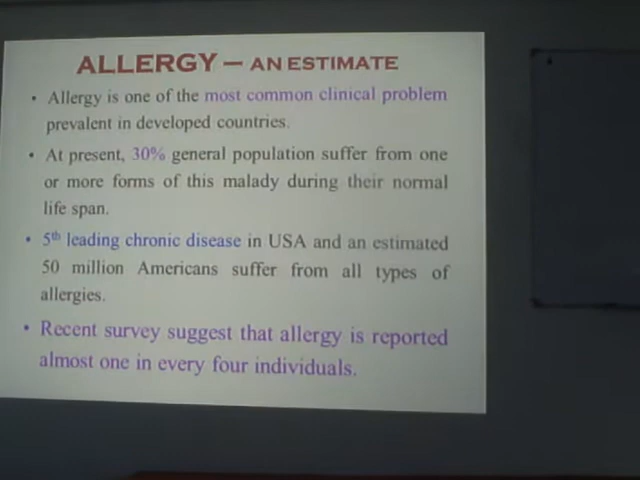 ALLERGY – AN ESTIMATE
• Allergy is one of the most common clinical problem
prevalent in developed countries.
• At present, 30% general population suffer from one
or more forms of this malady during their normal
life span.
• 5th leading chronic disease in USA and an estimated
50 million Americans suffer from all types of
allergies.
• Recent survey suggest that allergy is reported
almost one in every four individuals.